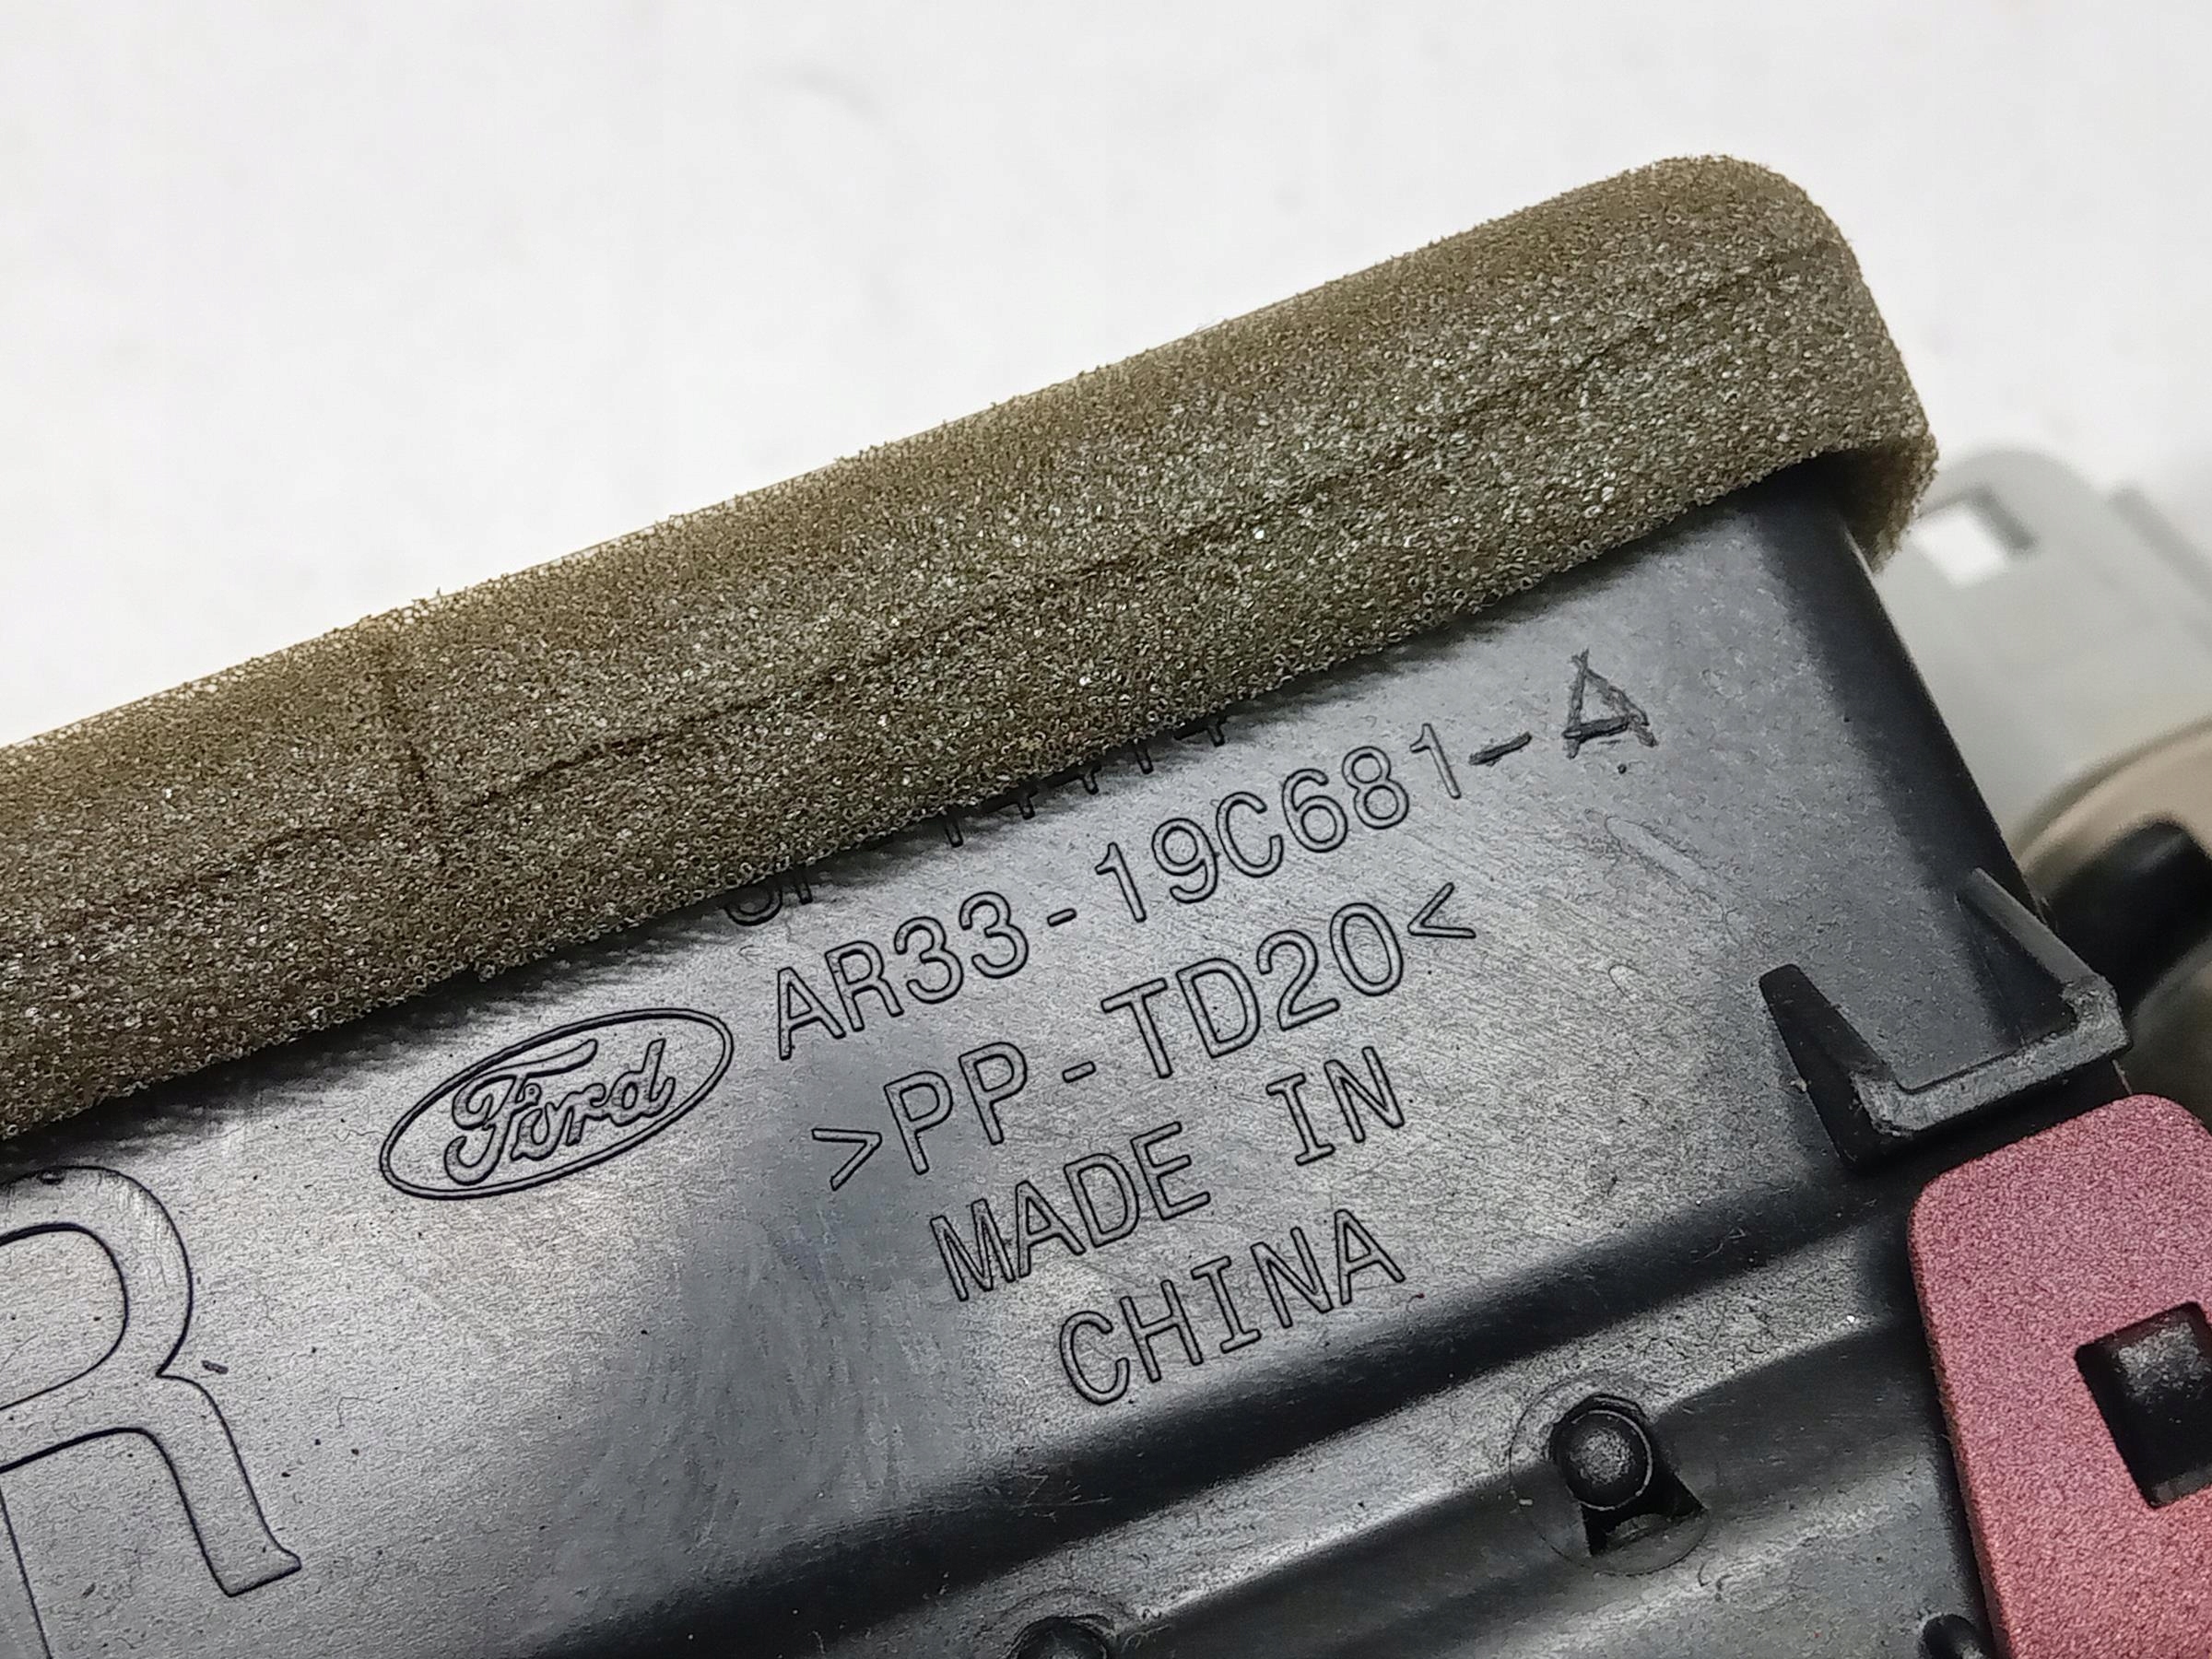 AR33-19C681-A
Ford
>PP-TD20<
MADE IN
CHINA
R